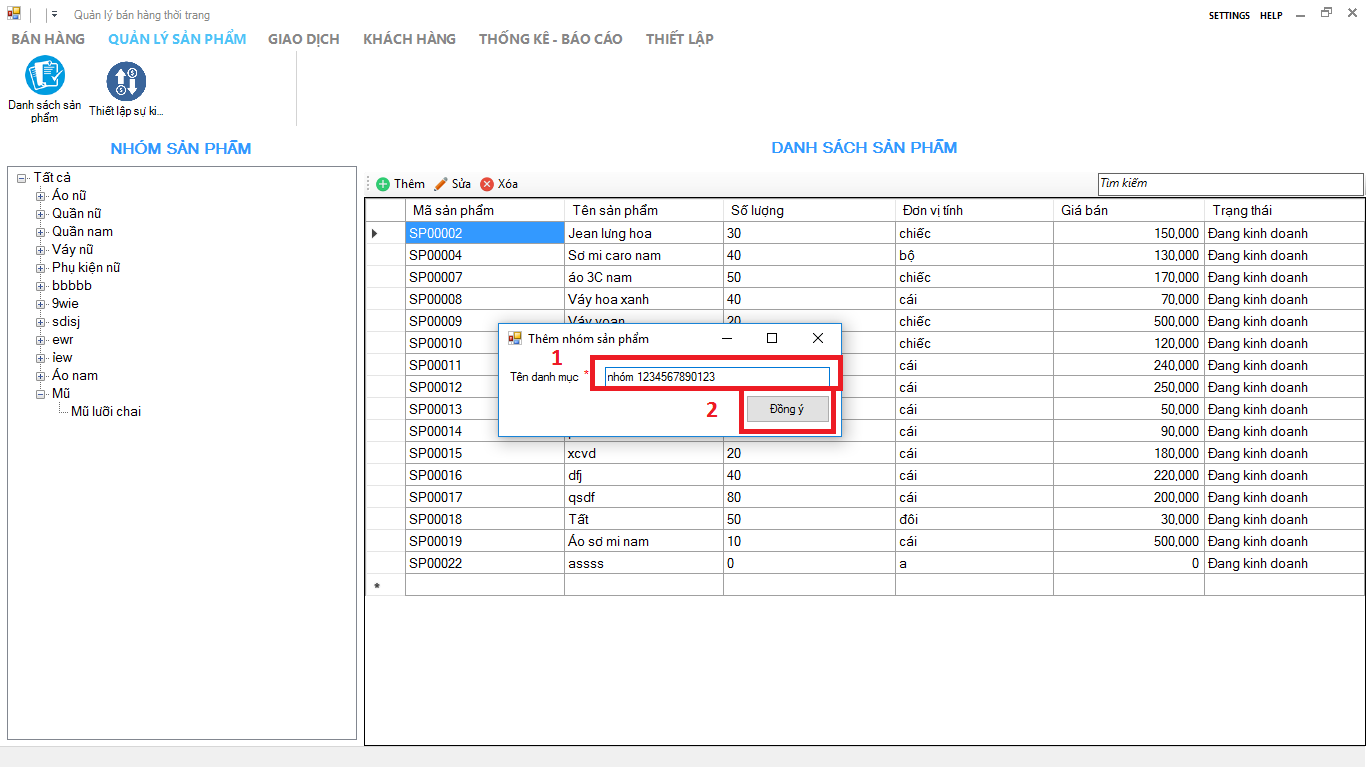 Quản lý bán hàng thời trang
SETTINGS HELP
BÁN HÀNG QUẢN LÝ SẢN PHẨM GIAO DỊCH KHÁCH HÀNG THỐNG KÊ - BÁO CÁO THIẾT LẬP
Danh sách sản phẩm
Thiết lập sự ki...
NHÓM SẢN PHẨM
Tất cả
Áo nữ
Quần nữ
Quần nam
Váy nữ
Phụ kiện nữ
bbbbb
9wie
sdisj
ewr
iew
Áo nam
Mũ
Mũ lưỡi chai
DANH SÁCH SẢN PHẨM
Thêm Sửa Xóa
Tìm kiếm
Mã sản phẩm Tên sản phẩm Số lượng Đơn vị tính Giá bán Trạng thái
SP00002 Jean lưng hoa 30 chiếc 150,000 Đang kinh doanh
SP00004 Sơ mi caro nam 40 bộ 130,000 Đang kinh doanh
SP00007 áo 3C nam 50 chiếc 170,000 Đang kinh doanh
SP00008 Váy hoa xanh 40 cái 70,000 Đang kinh doanh
SP00009 Váy voan 20 chiếc 500,000 Đang kinh doanh
SP00010 chiếc 120,000 Đang kinh doanh
SP00011 cái 240,000 Đang kinh doanh
SP00012 cái 250,000 Đang kinh doanh
SP00013 cái 50,000 Đang kinh doanh
SP00014 cái 90,000 Đang kinh doanh
SP00015 xcvd 20 cái 180,000 Đang kinh doanh
SP00016 dfj 40 cái 220,000 Đang kinh doanh
SP00017 qsdf 80 cái 200,000 Đang kinh doanh
SP00018 Tất 50 đôi 30,000 Đang kinh doanh
SP00019 Áo sơ mi nam 10 cái 500,000 Đang kinh doanh
SP00022 assss 0 a 0 Đang kinh doanh
Thêm nhóm sản phẩm
1
Tên danh mục * nhóm 1234567890123
2
Đồng ý